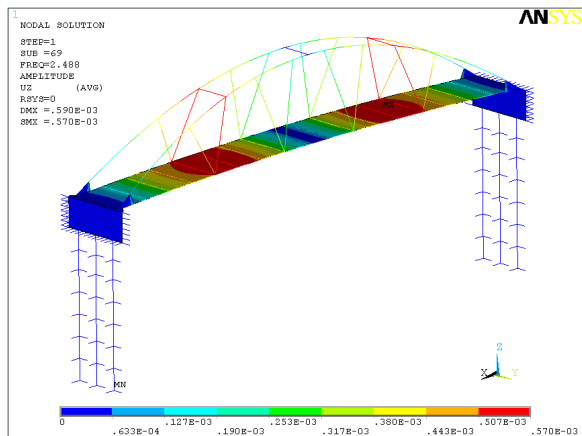 1
ANSYS
NODAL SOLUTION
STEP=1
SUB =69
FREQ=2.488
AMPLITUDE
UZ (AVG)
RSYS=0
DMX =.590E-03
SMX =.570E-03
MX
MN
Z
X Y
0 .127E-03 .253E-03 .380E-03 .507E-03
.633E-04 .190E-03 .317E-03 .443E-03 .570E-03